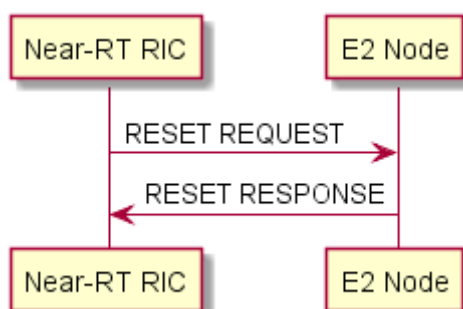 Near-RT RIC
E2 Node
RESET REQUEST
RESET RESPONSE
Near-RT RIC
E2 Node